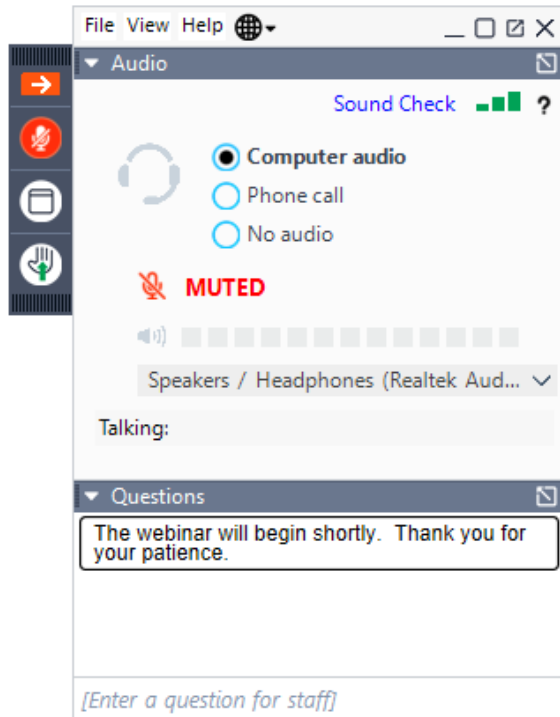 File View Help
Audio
Sound Check ?
Computer audio
Phone call
No audio
MUTED
Speakers / Headphones (Realtek Aud...
Talking:
Questions
The webinar will begin shortly.  Thank you for
your patience.
[Enter a question for staff]